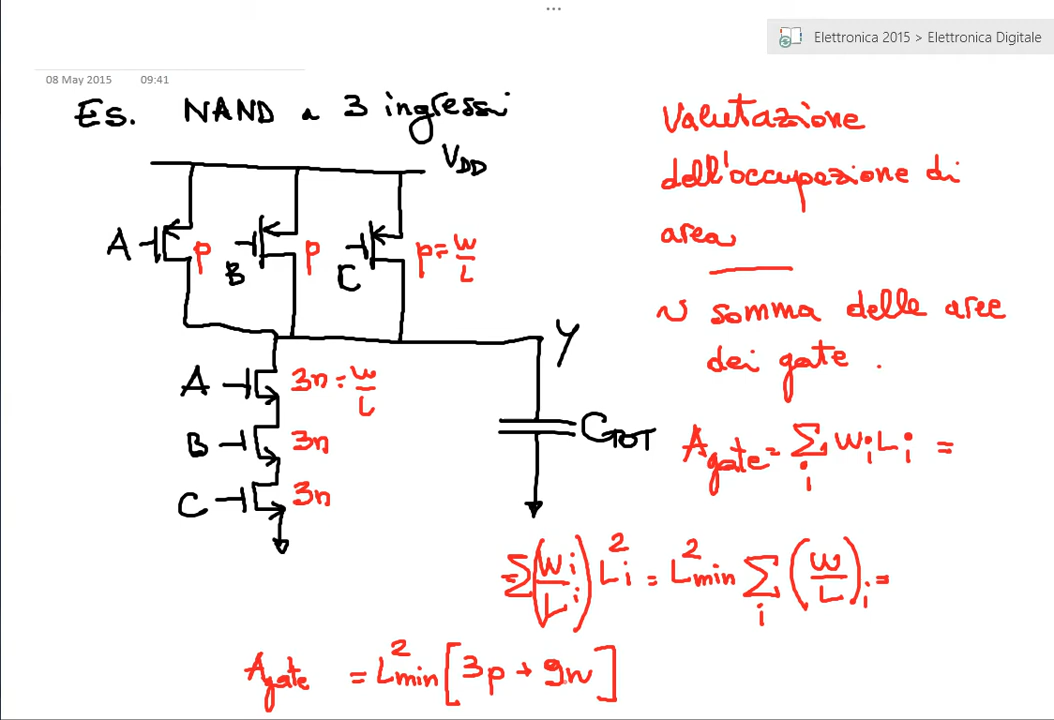 Elettronica 2015 > Elettronica Digitale
08 May 2015 09:41
Es. NAND a 3 ingressi
VDD
Valutazione
dell'occupazione di
area
A p B p C p = W/L
~ somma delle aree
dei gate.
Y
A 3n = W/L
B 3n
C 3n
CTOT
Agate = Σi Wi Li =
= Σ (Wi/Li) Li² = L²min Σi (W/L)i =
Agate = L²min [3p + 9n]